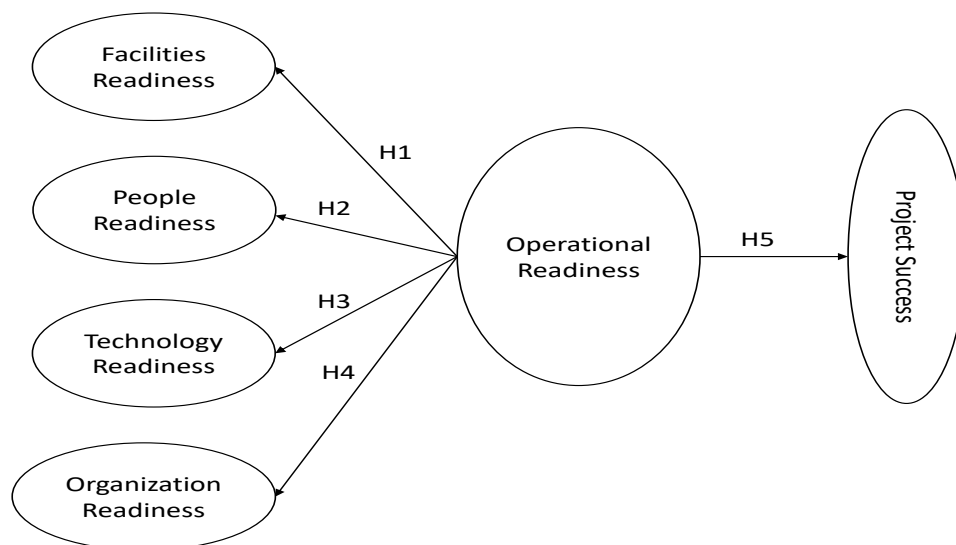 Facilities
Readiness
H1
People
Readiness
H2
Operational
Readiness
H5
Project Success
H3
Technology
Readiness
H4
Organization
Readiness